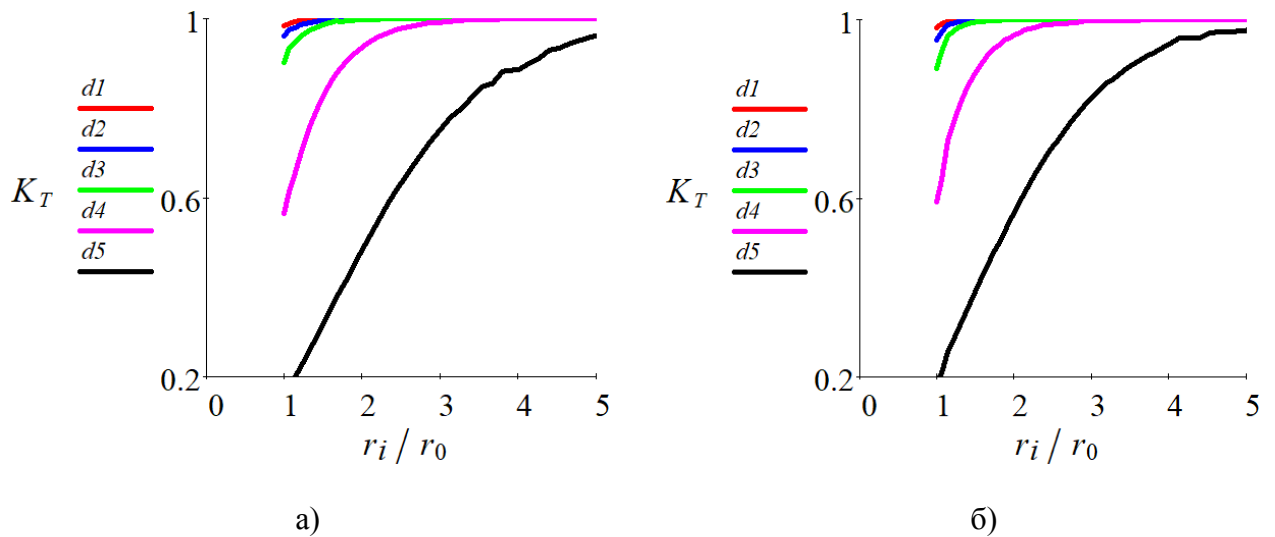 1
d1
d2
d3
K_T
0.6
d4
d5
0.2
0 1 2 3 4 5
r_i / r_0
а)
1
d1
d2
d3
K_T
0.6
d4
d5
0.2
0 1 2 3 4 5
r_i / r_0
б)